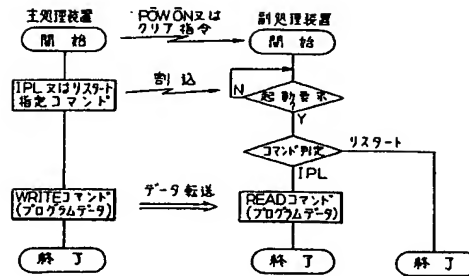 主処理装置
POW ON又は
クリア指令
副処理装置
開始
開始
IPL又はリスタート
指定コマンド
割込
N
起動要求
?
Y
コマンド判定
リスタート
IPL
WRITEコマンド
(プログラムデータ)
データ転送
READコマンド
(プログラムデータ)
終了
終了
終了